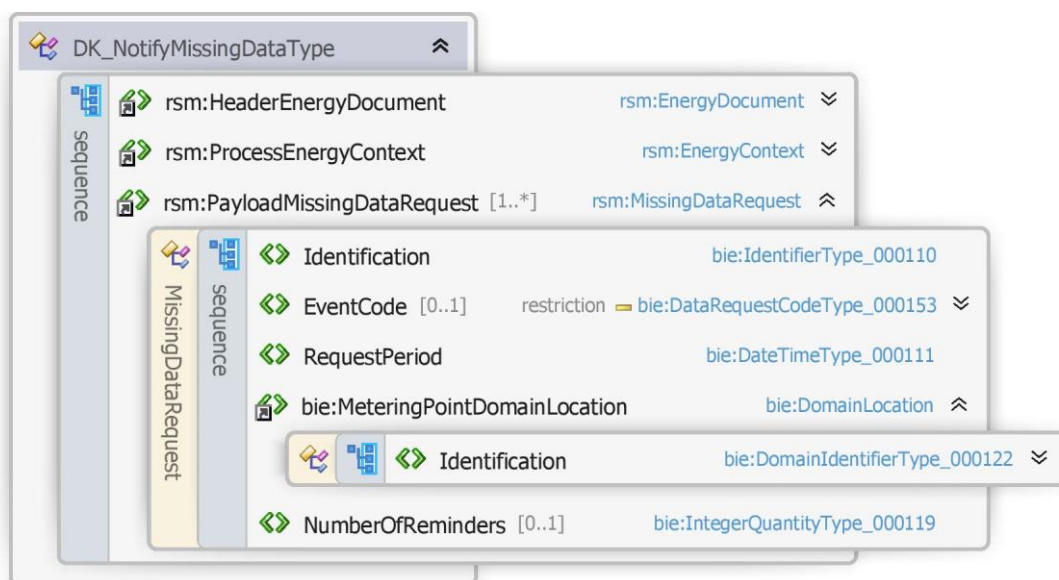 DK_NotifyMissingDataType
sequence
rsm:HeaderEnergyDocument rsm:EnergyDocument
rsm:ProcessEnergyContext rsm:EnergyContext
rsm:PayloadMissingDataRequest [1..*] rsm:MissingDataRequest
MissingDataRequest
sequence
Identification bie:IdentifierType_000110
EventCode [0..1] restriction bie:DataRequestCodeType_000153
RequestPeriod bie:DateTimeType_000111
bie:MeteringPointDomainLocation bie:DomainLocation
Identification bie:DomainIdentifierType_000122
NumberOfReminders [0..1] bie:IntegerQuantityType_000119